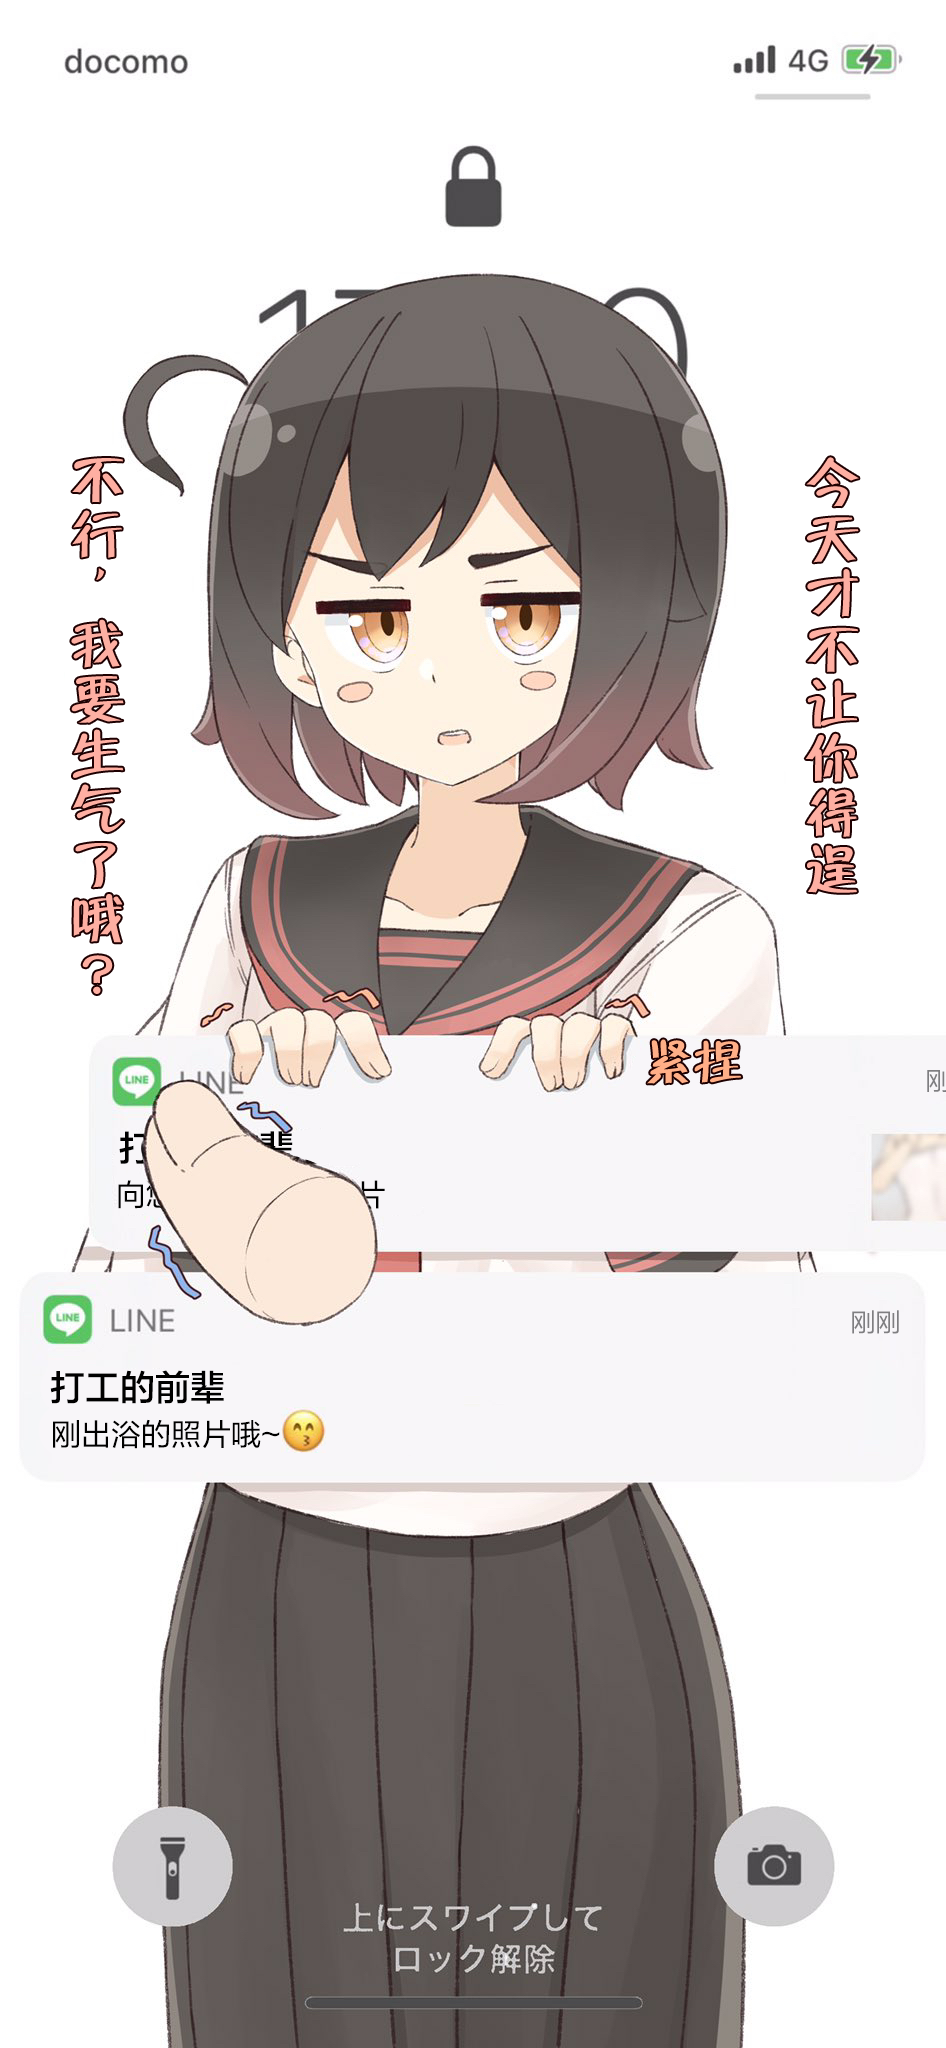 docomo
4G
今天才不让你得逞
不行，我要生气了哦？
紧捏
LINE
刚
打 辈
向您 片
LINE
刚刚
打工的前辈
刚出浴的照片哦~😙
上にスワイプして
ロック解除